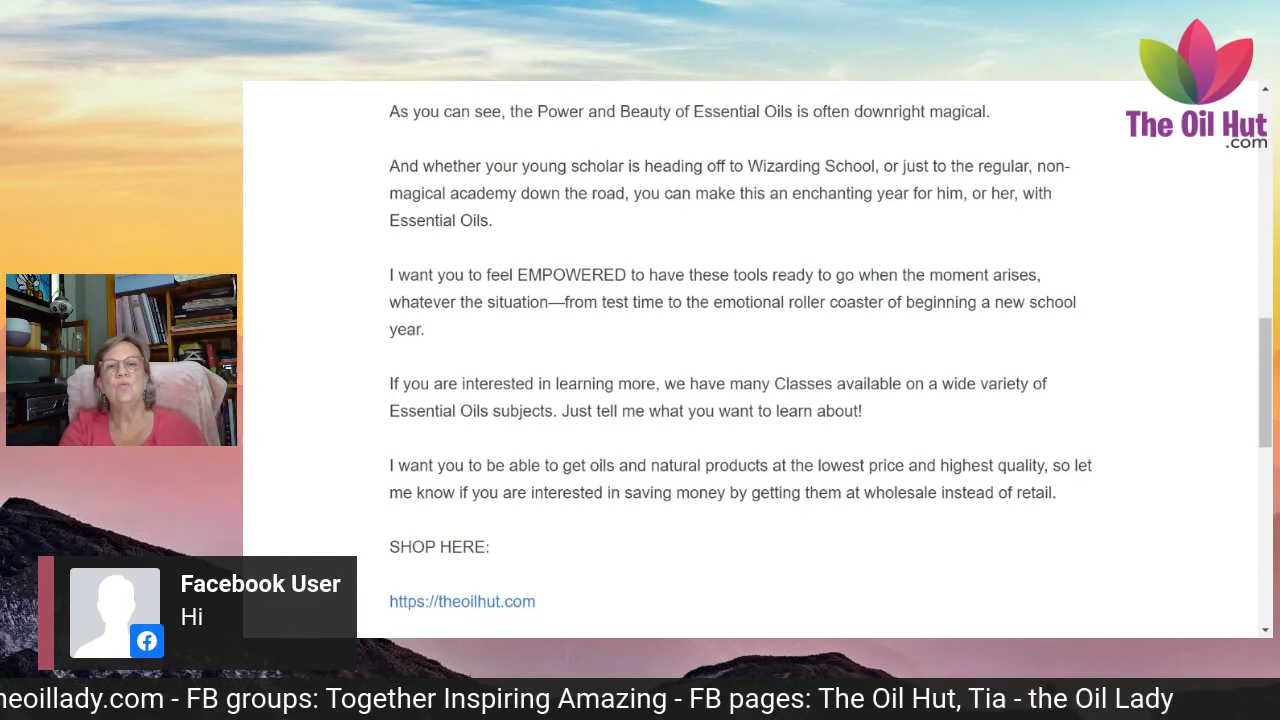 The Oil Hut
.com
As you can see, the Power and Beauty of Essential Oils is often downright magical.
And whether your young scholar is heading off to Wizarding School, or just to the regular, non-
magical academy down the road, you can make this an enchanting year for him, or her, with
Essential Oils.
I want you to feel EMPOWERED to have these tools ready to go when the moment arises,
whatever the situation—from test time to the emotional roller coaster of beginning a new school
year.
If you are interested in learning more, we have many Classes available on a wide variety of
Essential Oils subjects. Just tell me what you want to learn about!
I want you to be able to get oils and natural products at the lowest price and highest quality, so let
me know if you are interested in saving money by getting them at wholesale instead of retail.
SHOP HERE:
https://theoilhut.com
Facebook User
Hi
heoillady.com - FB groups: Together Inspiring Amazing - FB pages: The Oil Hut, Tia - the Oil Lady